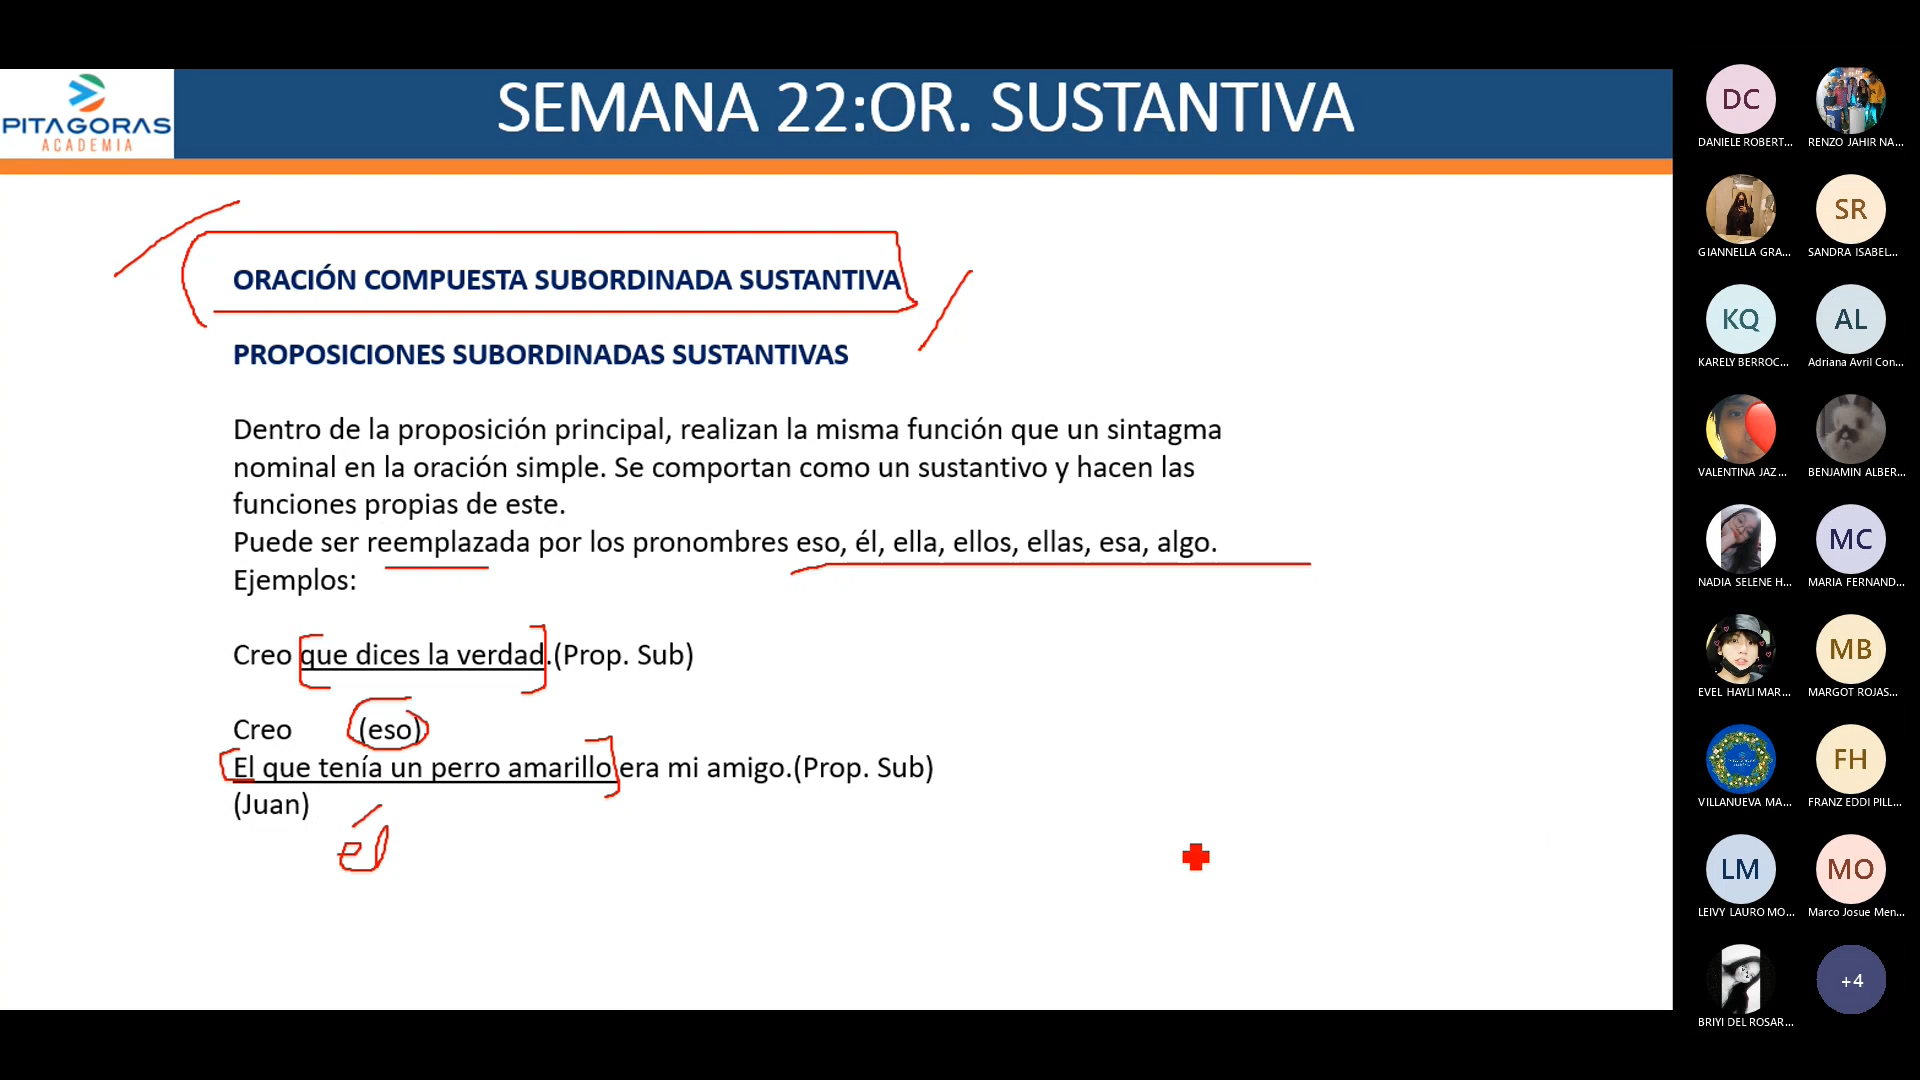 PITAGORAS
ACADEMIA
SEMANA 22:OR. SUSTANTIVA
ORACIÓN COMPUESTA SUBORDINADA SUSTANTIVA
PROPOSICIONES SUBORDINADAS SUSTANTIVAS
Dentro de la proposición principal, realizan la misma función que un sintagma
nominal en la oración simple. Se comportan como un sustantivo y hacen las
funciones propias de este.
Puede ser reemplazada por los pronombres eso, él, ella, ellos, ellas, esa, algo.
Ejemplos:
Creo que dices la verdad.(Prop. Sub)
Creo (eso)
El que tenía un perro amarillo era mi amigo.(Prop. Sub)
(Juan)
él
DC
DANIELE ROBERT...
RENZO JAHIR NA...
GIANNELLA GRA...
SR
SANDRA ISABEL...
KQ
KARELY BERROC...
AL
Adriana Avril Con...
VALENTINA JAZ...
BENJAMIN ALBER...
NADIA SELENE H...
MC
MARIA FERNAND...
EVEL HAYLI MAR...
MB
MARGOT ROJAS...
VILLANUEVA MA...
FH
FRANZ EDDI PILL...
LM
LEIVY LAURO MO...
MO
Marco Josue Men...
BRIYI DEL ROSAR...
+4